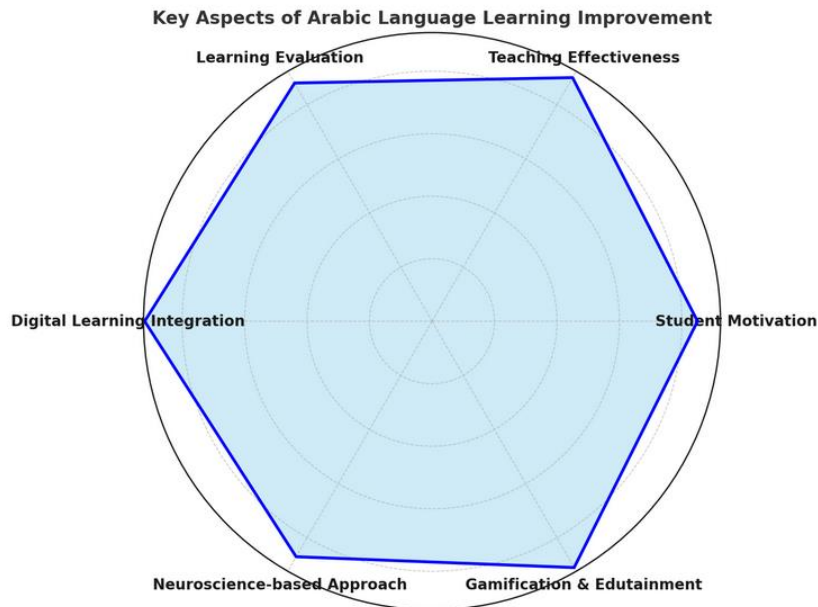 Key Aspects of Arabic Language Learning Improvement
Learning Evaluation
Teaching Effectiveness
Digital Learning Integration
Student Motivation
Neuroscience-based Approach
Gamification & Edutainment